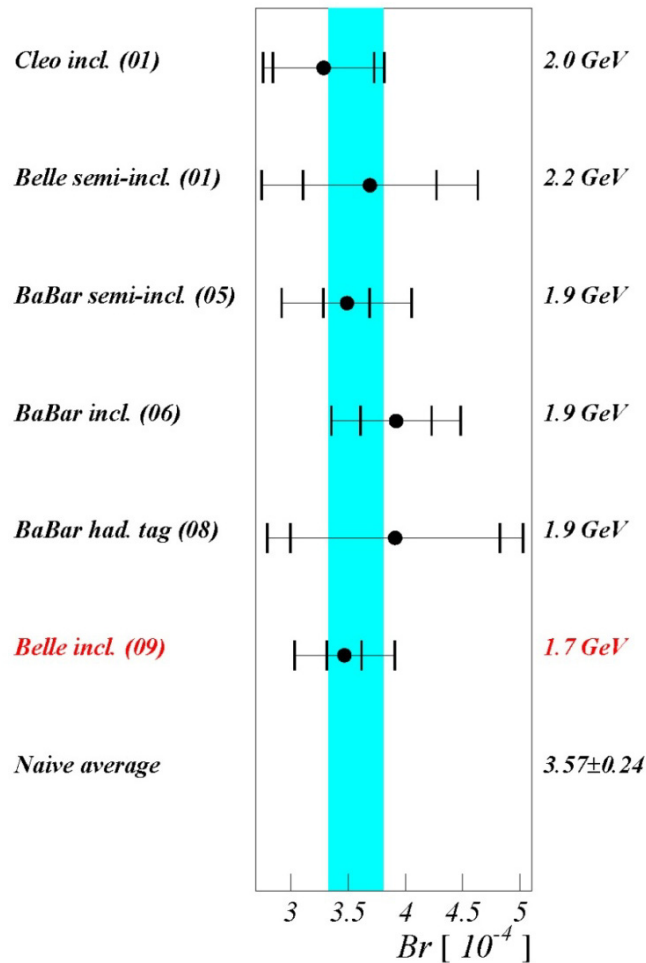 Cleo incl. (01) 2.0 GeV
Belle semi-incl. (01) 2.2 GeV
BaBar semi-incl. (05) 1.9 GeV
BaBar incl. (06) 1.9 GeV
BaBar had. tag (08) 1.9 GeV
Belle incl. (09) 1.7 GeV
Naive average 3.57±0.24
3 3.5 4 4.5 5
Br [ 10⁻⁴ ]